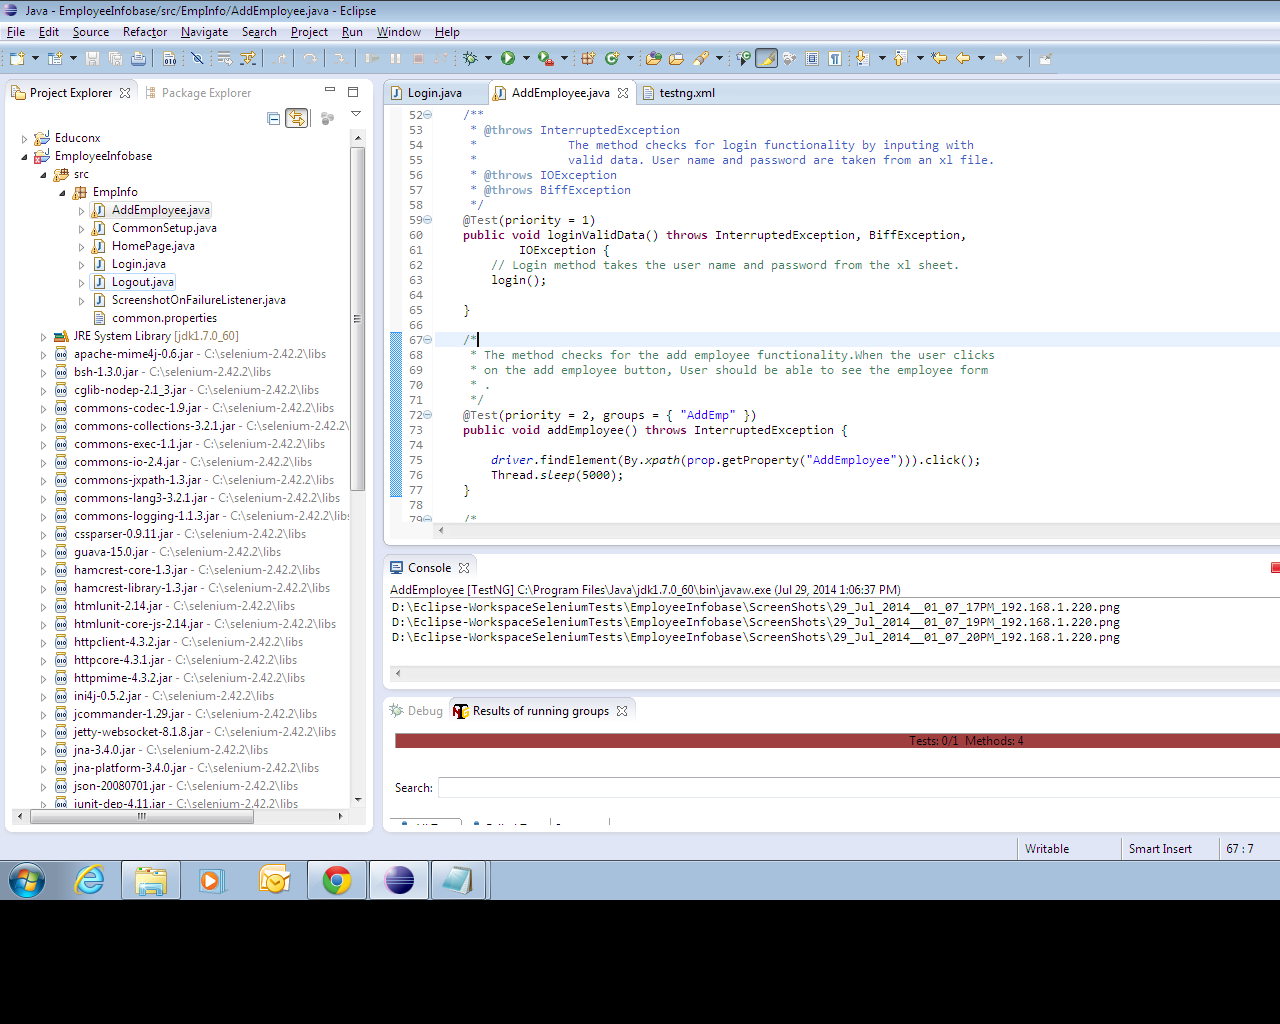 Java - EmployeeInfobase/src/EmpInfo/AddEmployee.java - Eclipse
File Edit Source Refactor Navigate Search Project Run Window Help
Project Explorer Package Explorer
Educonx
EmployeeInfobase
src
EmpInfo
AddEmployee.java
CommonSetup.java
HomePage.java
Login.java
Logout.java
ScreenshotOnFailureListener.java
common.properties
JRE System Library [jdk1.7.0_60]
apache-mime4j-0.6.jar - C:\selenium-2.42.2\libs
bsh-1.3.0.jar - C:\selenium-2.42.2\libs
cglib-nodep-2.1_3.jar - C:\selenium-2.42.2\libs
commons-codec-1.9.jar - C:\selenium-2.42.2\libs
commons-collections-3.2.1.jar - C:\selenium-2.42.2\
commons-exec-1.1.jar - C:\selenium-2.42.2\libs
commons-io-2.4.jar - C:\selenium-2.42.2\libs
commons-jxpath-1.3.jar - C:\selenium-2.42.2\libs
commons-lang3-3.2.1.jar - C:\selenium-2.42.2\libs
commons-logging-1.1.3.jar - C:\selenium-2.42.2\libs
cssparser-0.9.11.jar - C:\selenium-2.42.2\libs
guava-15.0.jar - C:\selenium-2.42.2\libs
hamcrest-core-1.3.jar - C:\selenium-2.42.2\libs
hamcrest-library-1.3.jar - C:\selenium-2.42.2\libs
htmlunit-2.14.jar - C:\selenium-2.42.2\libs
htmlunit-core-js-2.14.jar - C:\selenium-2.42.2\libs
httpclient-4.3.2.jar - C:\selenium-2.42.2\libs
httpcore-4.3.1.jar - C:\selenium-2.42.2\libs
httpmime-4.3.2.jar - C:\selenium-2.42.2\libs
ini4j-0.5.2.jar - C:\selenium-2.42.2\libs
jcommander-1.29.jar - C:\selenium-2.42.2\libs
jetty-websocket-8.1.8.jar - C:\selenium-2.42.2\libs
jna-3.4.0.jar - C:\selenium-2.42.2\libs
jna-platform-3.4.0.jar - C:\selenium-2.42.2\libs
json-20080701.jar - C:\selenium-2.42.2\libs
junit-dep-4.11.jar - C:\selenium-2.42.2\libs
Login.java AddEmployee.java testng.xml
52 /**
53 * @throws InterruptedException
54 * The method checks for login functionality by inputing with
55 * valid data. User name and password are taken from an xl file.
56 * @throws IOException
57 * @throws BiffException
58 */
59 @Test(priority = 1)
60 public void loginValidData() throws InterruptedException, BiffException,
61 IOException {
62 // Login method takes the user name and password from the xl sheet.
63 login();
64
65 }
66
67 /*
68 * The method checks for the add employee functionality.When the user clicks
69 * on the add employee button, User should be able to see the employee form
70 * .
71 */
72 @Test(priority = 2, groups = { "AddEmp" })
73 public void addEmployee() throws InterruptedException {
74
75 driver.findElement(By.xpath(prop.getProperty("AddEmployee"))).click();
76 Thread.sleep(5000);
77 }
78
79 /*
Console
AddEmployee [TestNG] C:\Program Files\Java\jdk1.7.0_60\bin\javaw.exe (Jul 29, 2014 1:06:37 PM)
D:\Eclipse-WorkspaceSeleniumTests\EmployeeInfobase\ScreenShots\29_Jul_2014__01_07_17PM_192.168.1.220.png
D:\Eclipse-WorkspaceSeleniumTests\EmployeeInfobase\ScreenShots\29_Jul_2014__01_07_19PM_192.168.1.220.png
D:\Eclipse-WorkspaceSeleniumTests\EmployeeInfobase\ScreenShots\29_Jul_2014__01_07_20PM_192.168.1.220.png
Debug Results of running groups
Tests: 0/1 Methods: 4
Search:
Writable Smart Insert 67 : 7